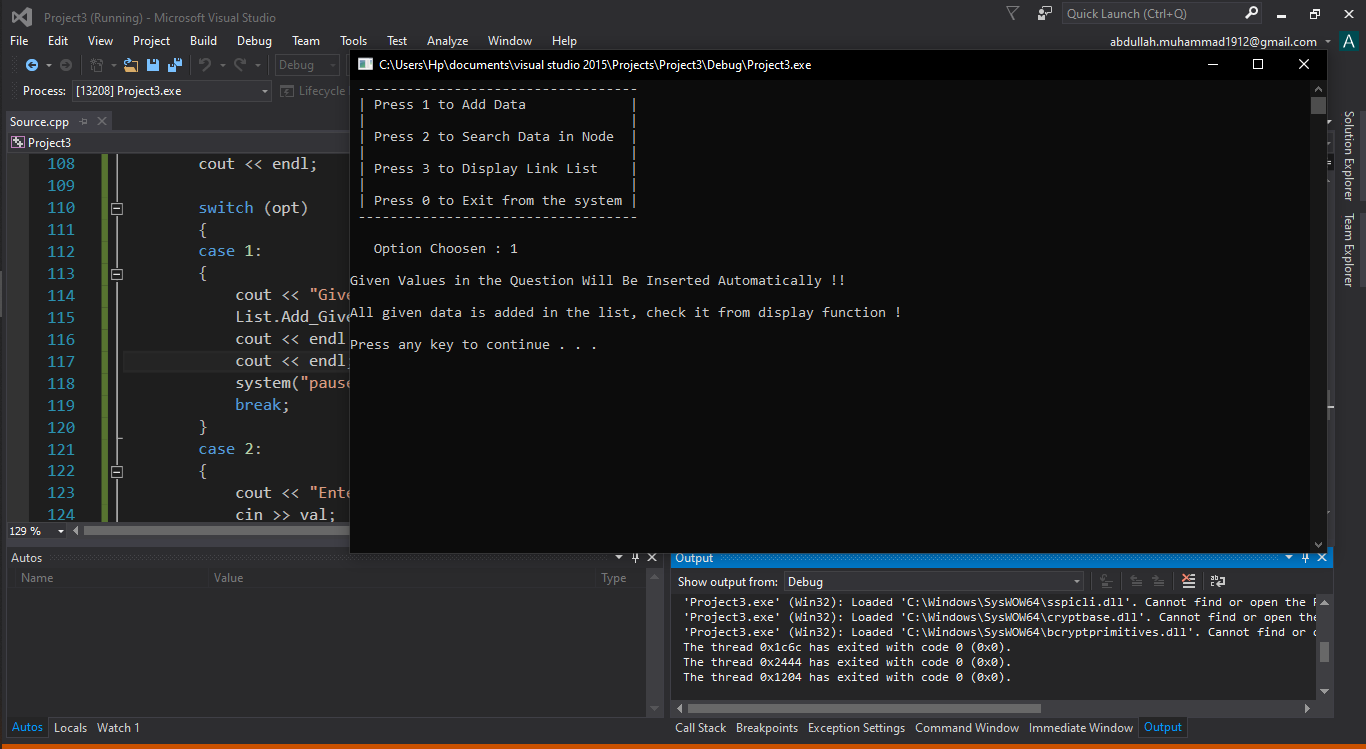 Project3 (Running) - Microsoft Visual Studio
Quick Launch (Ctrl+Q)
File Edit View Project Build Debug Team Tools Test Analyze Window Help
abdullah.muhammad1912@gmail.com A
Debug
Process: [13208] Project3.exe Lifecycle
Source.cpp
Project3
108 cout << endl;
109
110 switch (opt)
111 {
112 case 1:
113 {
114 cout << "Give
115 List.Add_Give
116 cout << endl
117 cout << endl;
118 system("pause
119 break;
120 }
121 case 2:
122 {
123 cout << "Ente
124 cin >> val;
129 %
C:\Users\Hp\documents\visual studio 2015\Projects\Project3\Debug\Project3.exe
-----------------------------------
| Press 1 to Add Data |
| |
| Press 2 to Search Data in Node |
| |
| Press 3 to Display Link List |
| |
| Press 0 to Exit from the system |
-----------------------------------
Option Choosen : 1
Given Values in the Question Will Be Inserted Automatically !!
All given data is added in the list, check it from display function !
Press any key to continue . . .
Solution Explorer
Team Explorer
Autos
Name Value Type
Autos Locals Watch 1
Output
Show output from: Debug
'Project3.exe' (Win32): Loaded 'C:\Windows\SysWOW64\sspicli.dll'. Cannot find or open the
'Project3.exe' (Win32): Loaded 'C:\Windows\SysWOW64\cryptbase.dll'. Cannot find or open the
'Project3.exe' (Win32): Loaded 'C:\Windows\SysWOW64\bcryptprimitives.dll'. Cannot find or
The thread 0x1c6c has exited with code 0 (0x0).
The thread 0x2444 has exited with code 0 (0x0).
The thread 0x1204 has exited with code 0 (0x0).
Call Stack Breakpoints Exception Settings Command Window Immediate Window Output